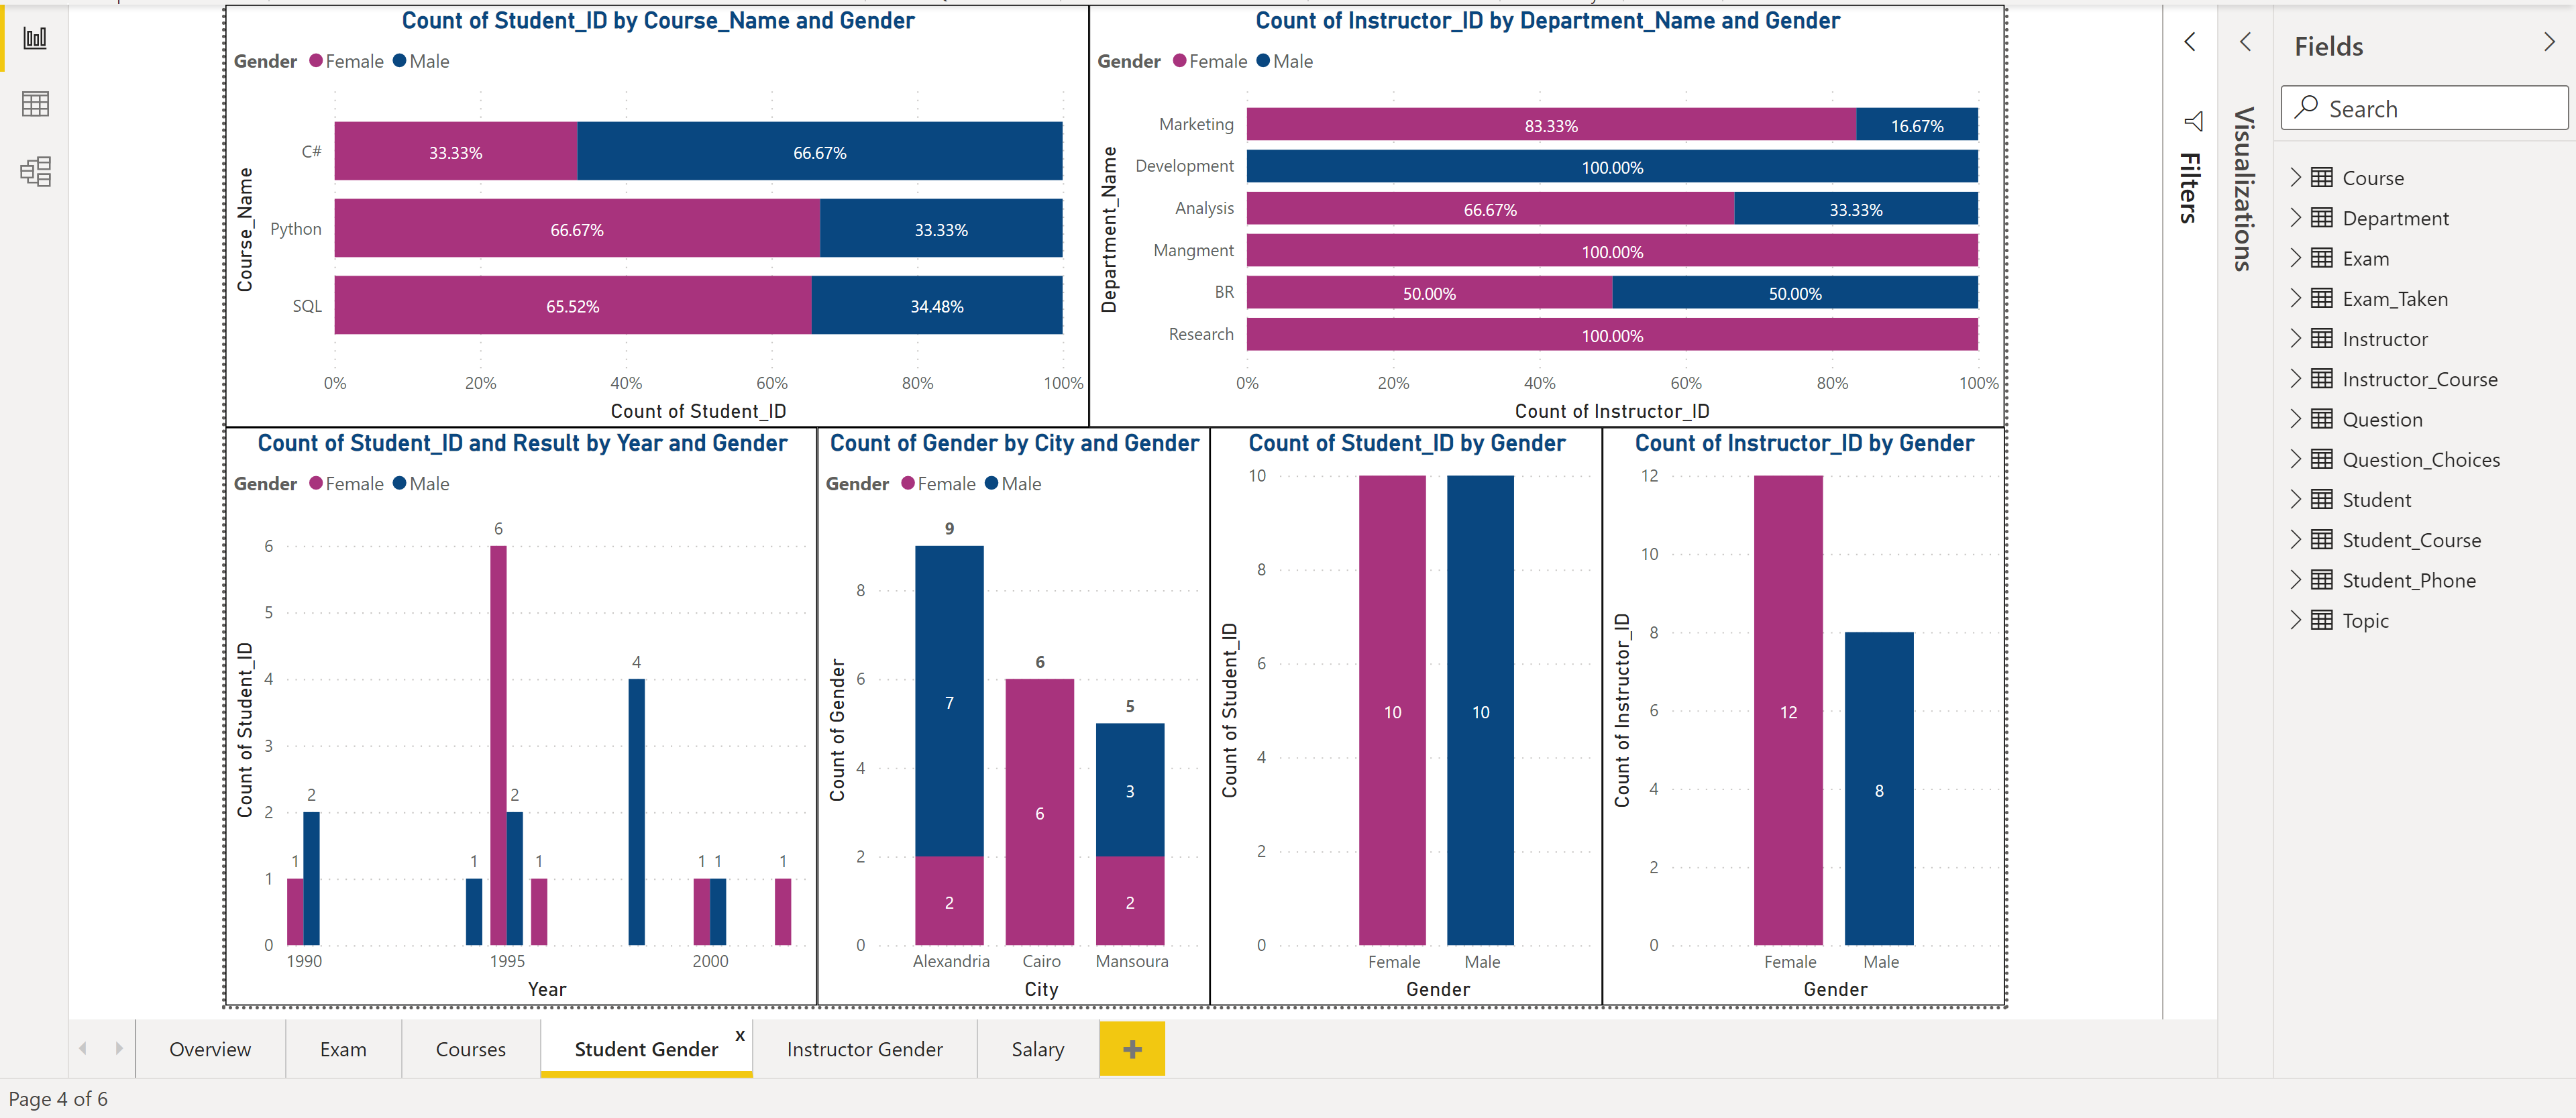 Count of Student_ID by Course_Name and Gender
Gender Female Male
Course_Name
C# 33.33% 66.67%
Python 66.67% 33.33%
SQL 65.52% 34.48%
0% 20% 40% 60% 80% 100%
Count of Student_ID
Count of Instructor_ID by Department_Name and Gender
Gender Female Male
Department_Name
Marketing 83.33% 16.67%
Development 100.00%
Analysis 66.67% 33.33%
Mangment 100.00%
BR 50.00% 50.00%
Research 100.00%
0% 20% 40% 60% 80% 100%
Count of Instructor_ID
Count of Student_ID and Result by Year and Gender
Gender Female Male
Count of Student_ID
6
5
4
3
2
1
0
1 2 1 6 2 1 4 1 1 1
1990 1995 2000
Year
Count of Gender by City and Gender
Gender Female Male
Count of Gender
8
6
4
2
0
9 6 5
7 3
2 6 2
Alexandria Cairo Mansoura
City
Count of Student_ID by Gender
Count of Student_ID
10
8
6
4
2
0
10 10
Female Male
Gender
Count of Instructor_ID by Gender
Count of Instructor_ID
12
10
8
6
4
2
0
12 8
Female Male
Gender
Filters
Visualizations
Fields
Search
Course
Department
Exam
Exam_Taken
Instructor
Instructor_Course
Question
Question_Choices
Student
Student_Course
Student_Phone
Topic
Overview Exam Courses Student Gender x Instructor Gender Salary +
Page 4 of 6